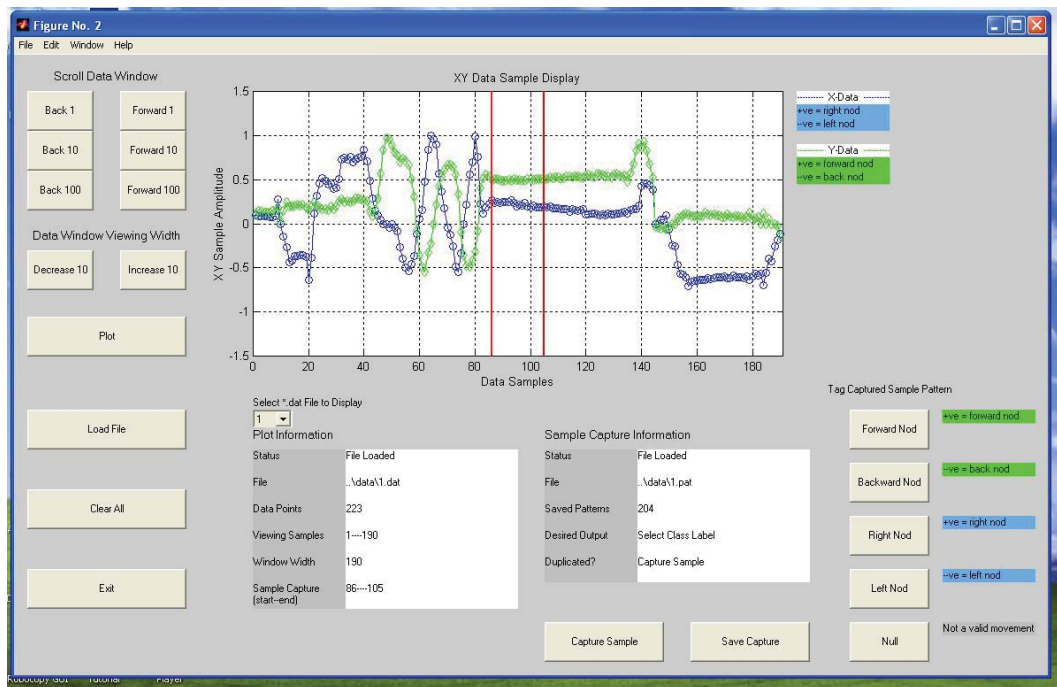 Figure No. 2
File Edit Window Help
Scroll Data Window
Back 1
Forward 1
Back 10
Forward 10
Back 100
Forward 100
Data Window Viewing Width
Decrease 10
Increase 10
Plot
Load File
Clear All
Exit
XY Data Sample Display
XY Sample Amplitude
1.5
1
0.5
0
-0.5
-1
-1.5
0 20 40 60 80 100 120 140 160 180
Data Samples
X-Data
+ve = right nod
--ve = left nod
Y-Data
+ve = forward nod
--ve = back nod
Select *.dat File to Display
1
Plot Information
Status File Loaded
File ..\data\1.dat
Data Points 223
Viewing Samples 1----190
Window Width 190
Sample Capture 86----105
(start--end)
Sample Capture Information
Status File Loaded
File ..\data\1.pat
Saved Patterns 204
Desired Output Select Class Label
Duplicated? Capture Sample
Capture Sample
Save Capture
Tag Captured Sample Pattern
Forward Nod
+ve = forward nod
Backward Nod
--ve = back nod
Right Nod
+ve = right nod
Left Nod
--ve = left nod
Null
Not a valid movement
Robocopy GUI Tutorial Player